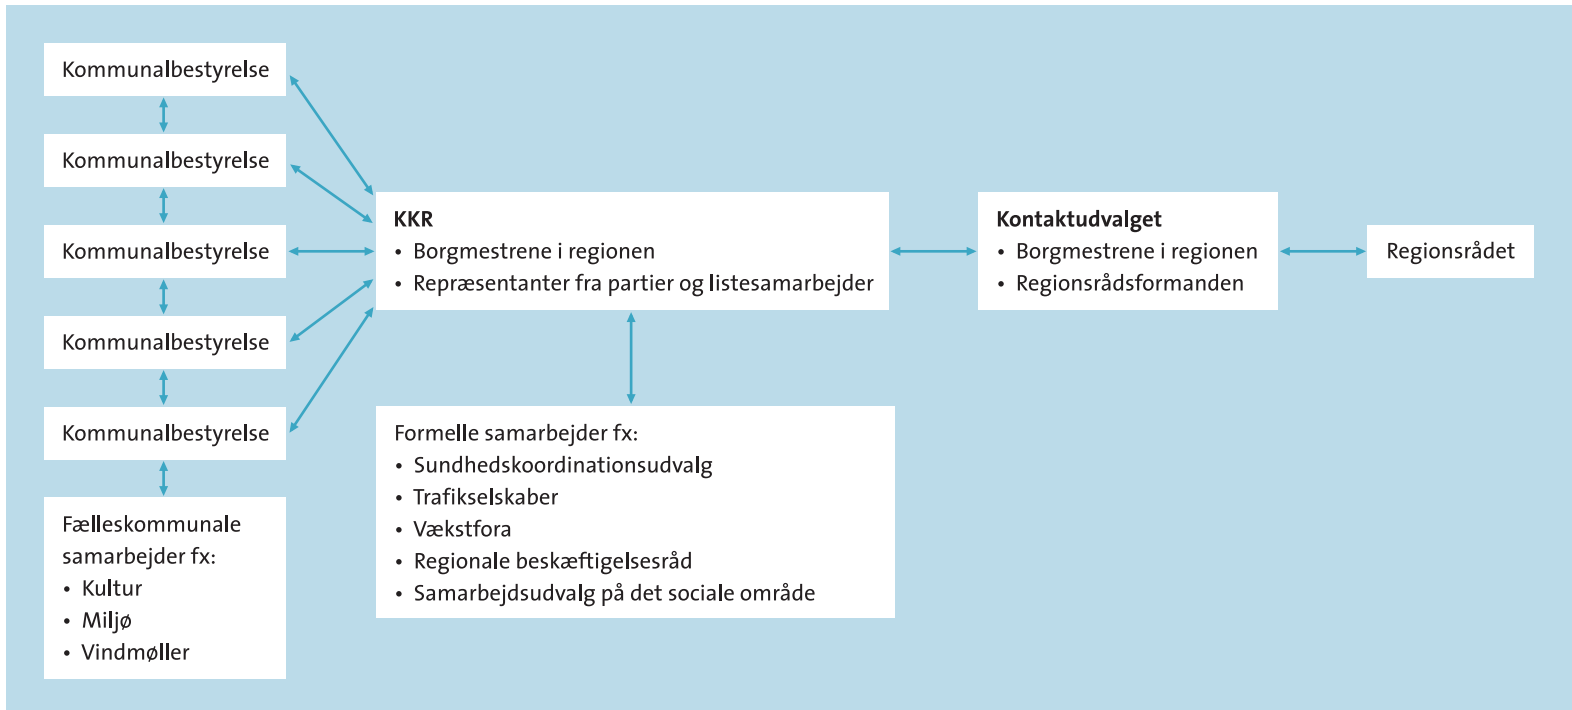 Kommunalbestyrelse
Kommunalbestyrelse
Kommunalbestyrelse
Kommunalbestyrelse
Kommunalbestyrelse
Fælleskommunale
samarbejder fx:
• Kultur
• Miljø
• Vindmøller
KKR
• Borgmestrene i regionen
• Repræsentanter fra partier og listesamarbejder
Formelle samarbejder fx:
• Sundhedskoordinationsudvalg
• Trafikselskaber
• Vækstfora
• Regionale beskæftigelsesråd
• Samarbejdsudvalg på det sociale område
Kontaktudvalget
• Borgmestrene i regionen
• Regionsrådsformanden
Regionsrådet